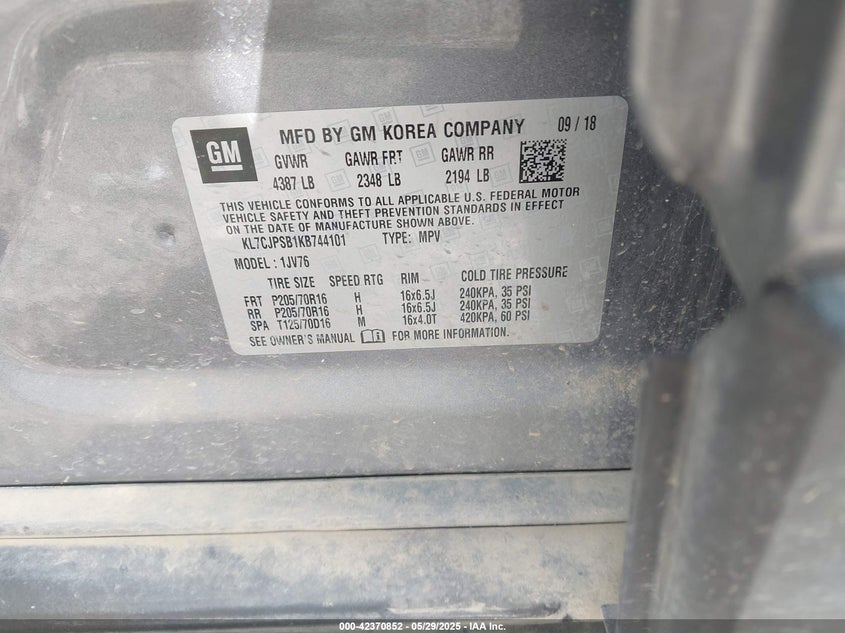 GM
MFD BY GM KOREA COMPANY 09 / 18
GVWR GAWR FRT GAWR RR
4387 LB 2348 LB 2194 LB
THIS VEHICLE CONFORMS TO ALL APPLICABLE U.S. FEDERAL MOTOR
VEHICLE SAFETY AND THEFT PREVENTION STANDARDS IN EFFECT
ON THE DATE OF MANUFACTURE SHOWN ABOVE.
KL7CJPSB1KB744101 TYPE: MPV
MODEL : 1JV76
TIRE SIZE SPEED RTG RIM COLD TIRE PRESSURE
FRT P205/70R16 H 16x6.5J 240KPA, 35 PSI
RR P205/70R16 H 16x6.5J 240KPA, 35 PSI
SPA T125/70D16 M 16x4.0T 420KPA, 60 PSI
SEE OWNER'S MANUAL FOR MORE INFORMATION.
000-42370852 - 05/29/2025 - IAA Inc.